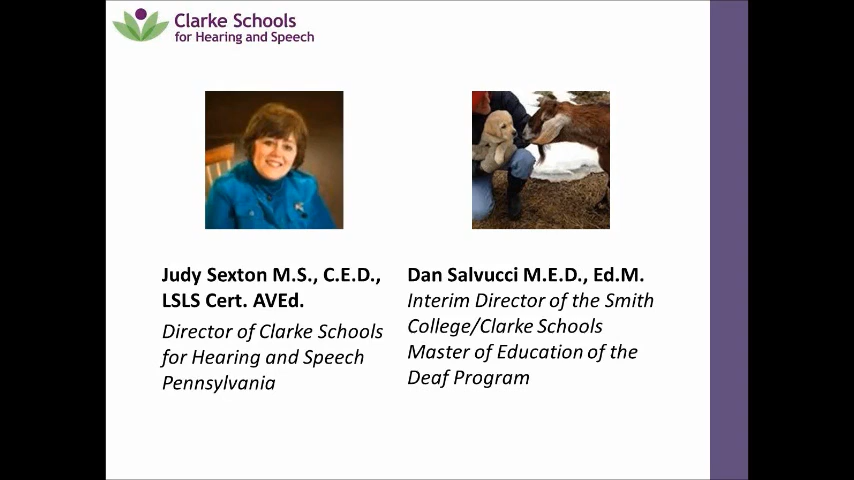 Clarke Schools
for Hearing and Speech
Judy Sexton M.S., C.E.D.,
LSLS Cert. AVEd.
Director of Clarke Schools
for Hearing and Speech
Pennsylvania
Dan Salvucci M.E.D., Ed.M.
Interim Director of the Smith
College/Clarke Schools
Master of Education of the
Deaf Program